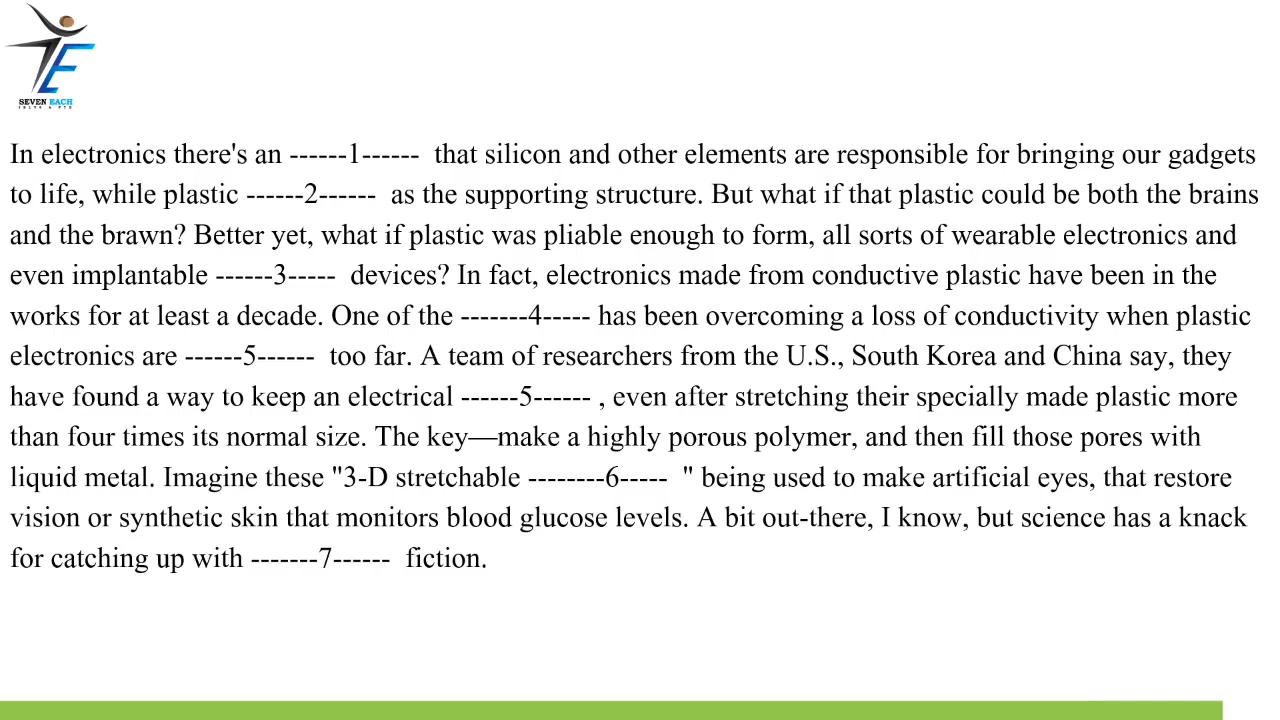 SEVEN EACH
IELTS & PTE
In electronics there's an ------1------ that silicon and other elements are responsible for bringing our gadgets
to life, while plastic ------2------ as the supporting structure. But what if that plastic could be both the brains
and the brawn? Better yet, what if plastic was pliable enough to form, all sorts of wearable electronics and
even implantable ------3----- devices? In fact, electronics made from conductive plastic have been in the
works for at least a decade. One of the -------4----- has been overcoming a loss of conductivity when plastic
electronics are ------5------ too far. A team of researchers from the U.S., South Korea and China say, they
have found a way to keep an electrical ------5------ , even after stretching their specially made plastic more
than four times its normal size. The key—make a highly porous polymer, and then fill those pores with
liquid metal. Imagine these "3-D stretchable --------6----- " being used to make artificial eyes, that restore
vision or synthetic skin that monitors blood glucose levels. A bit out-there, I know, but science has a knack
for catching up with -------7------ fiction.